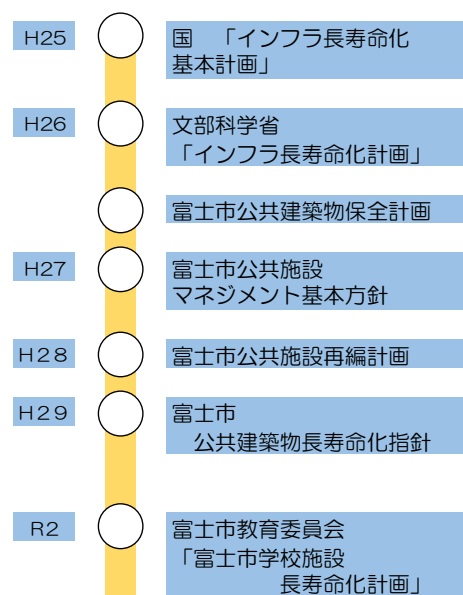 H25
国 「インフラ長寿命化
基本計画」
H26
文部科学省
「インフラ長寿命化計画」
富士市公共建築物保全計画
H27
富士市公共施設
マネジメント基本方針
H28
富士市公共施設再編計画
H29
富士市
公共建築物長寿命化指針
R2
富士市教育委員会
「富士市学校施設
長寿命化計画」